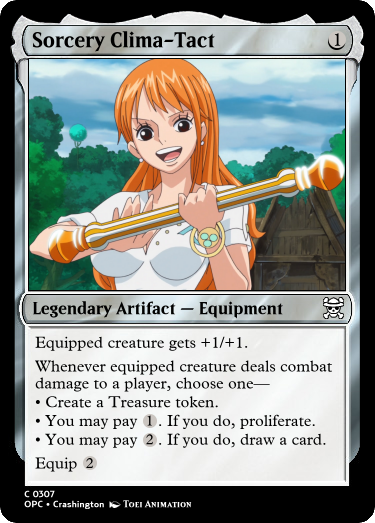 Sorcery Clima-Tact 1
Legendary Artifact — Equipment
Equipped creature gets +1/+1.
Whenever equipped creature deals combat
damage to a player, choose one—
• Create a Treasure token.
• You may pay 1. If you do, proliferate.
• You may pay 2. If you do, draw a card.
Equip 2
C 0307
OPC • Crashington TOEI ANIMATION